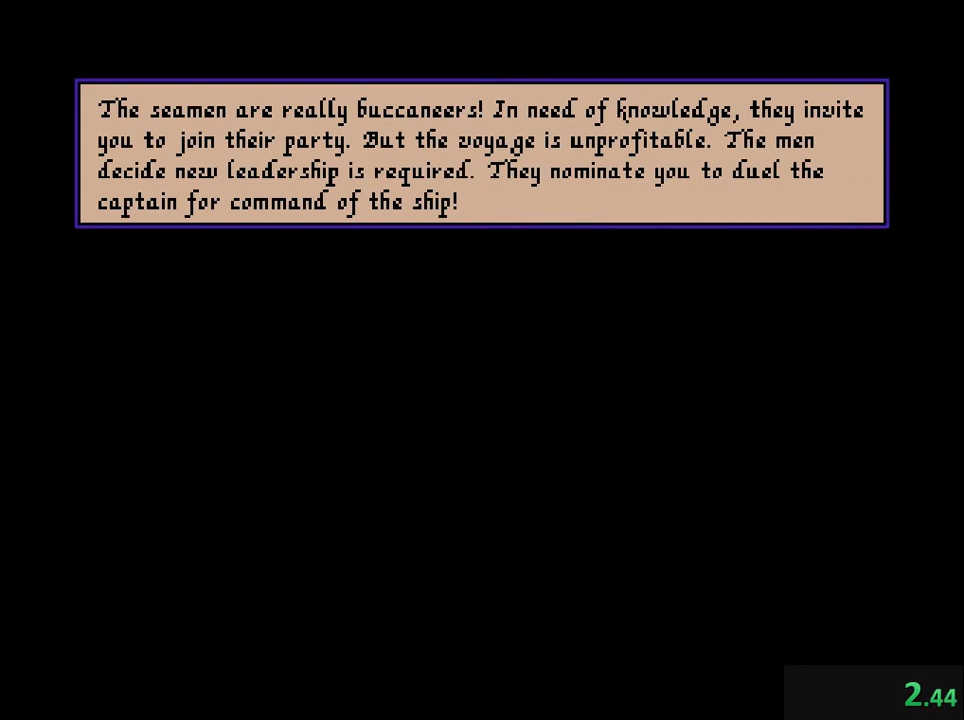 The seamen are really buccaneers! In need of knowledge, they invite
you to join their party. But the voyage is unprofitable. The men
decide new leadership is required. They nominate you to duel the
captain for command of the ship!
2.44